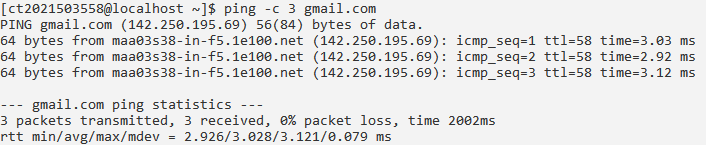 [ct2021503558@localhost ~]$ ping -c 3 gmail.com
PING gmail.com (142.250.195.69) 56(84) bytes of data.
64 bytes from maa03s38-in-f5.1e100.net (142.250.195.69): icmp_seq=1 ttl=58 time=3.03 ms
64 bytes from maa03s38-in-f5.1e100.net (142.250.195.69): icmp_seq=2 ttl=58 time=2.92 ms
64 bytes from maa03s38-in-f5.1e100.net (142.250.195.69): icmp_seq=3 ttl=58 time=3.12 ms

--- gmail.com ping statistics ---
3 packets transmitted, 3 received, 0% packet loss, time 2002ms
rtt min/avg/max/mdev = 2.926/3.028/3.121/0.079 ms